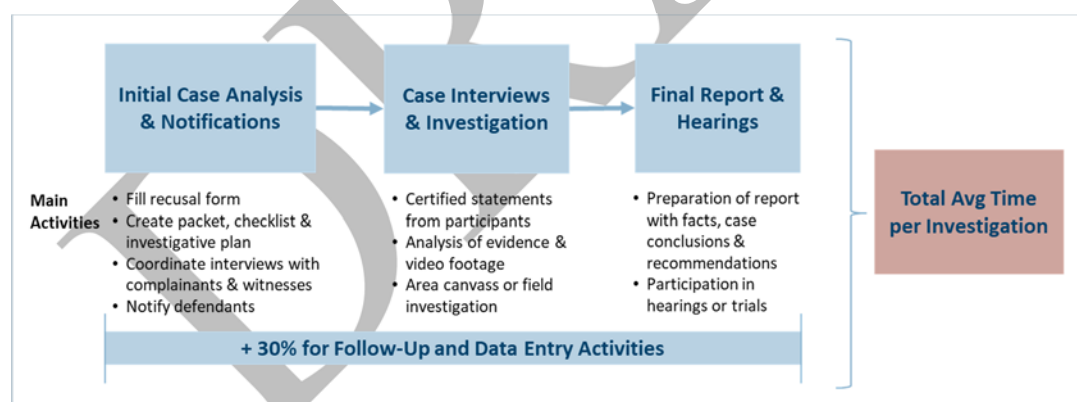 Initial Case Analysis
& Notifications
Case Interviews
& Investigation
Final Report &
Hearings
Total Avg Time
per Investigation
Main
Activities
• Fill recusal form
• Create packet, checklist &
investigative plan
• Coordinate interviews with
complainants & witnesses
• Notify defendants
• Certified statements
from participants
• Analysis of evidence &
video footage
• Area canvass or field
investigation
• Preparation of report
with facts, case
conclusions &
recommendations
• Participation in
hearings or trials
+ 30% for Follow-Up and Data Entry Activities